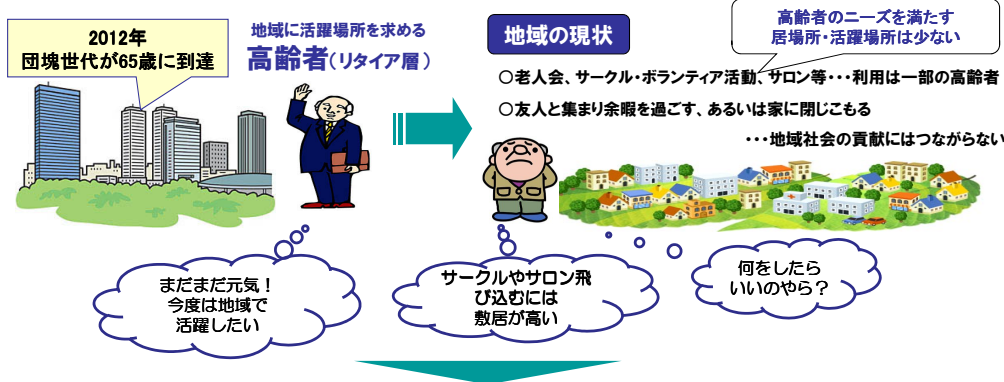 2012年
団塊世代が65歳に到達
地域に活躍場所を求める
高齢者（リタイア層）
地域の現状
高齢者のニーズを満たす
居場所・活躍場所は少ない
○老人会、サークル・ボランティア活動、サロン等・・・利用は一部の高齢者
○友人と集まり余暇を過ごす、あるいは家に閉じこもる
・・・地域社会の貢献にはつながらない
まだまだ元気！
今度は地域で
活躍したい
サークルやサロン飛
び込むには
敷居が高い
何をしたら
いいのやら？